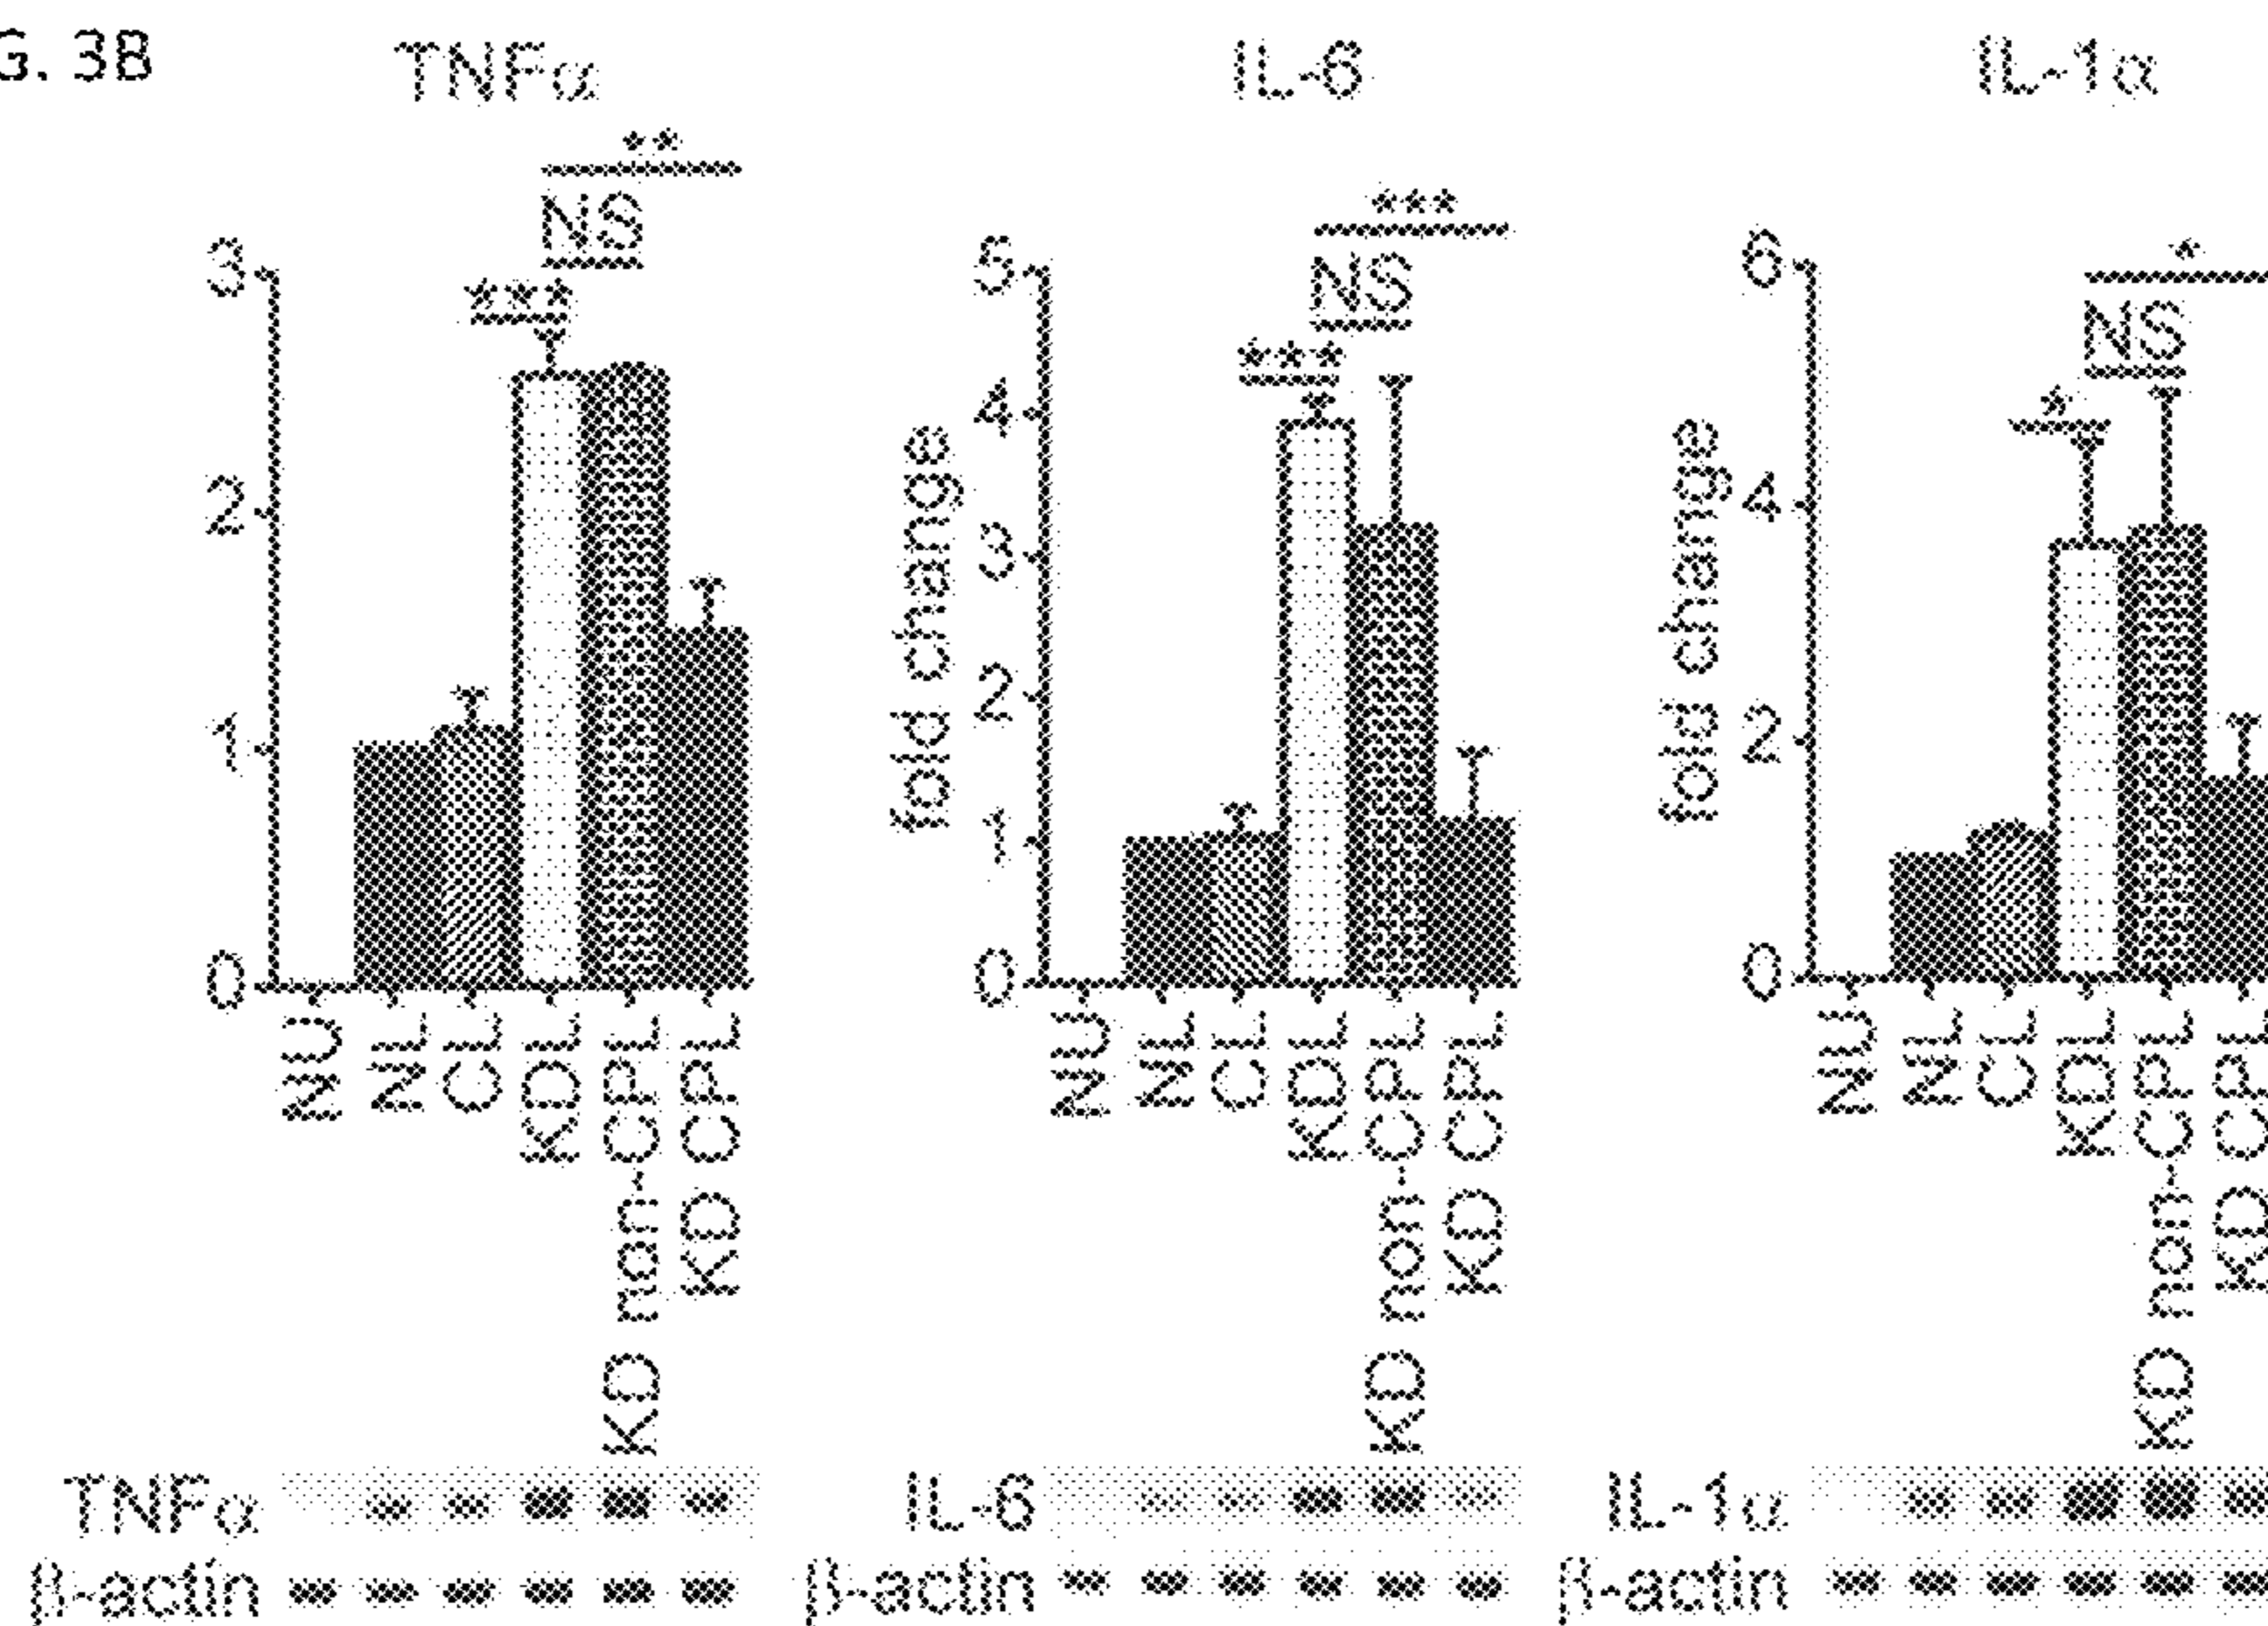 G. 3B
TNFα
**
NS
***
3
2
1
0
NU
NL
CL
KDL
KD non-CPL
KD CPL
TNFα
β-actin
IL-6
***
NS
***
fold change
5
4
3
2
1
0
NU
NL
CL
KDL
KD non-CPL
KD CPL
IL-6
β-actin
IL-1α
*
NS
*
fold change
6
4
2
0
NU
NL
CL
KDL
KD non-CPL
KD CPL
IL-1α
β-actin